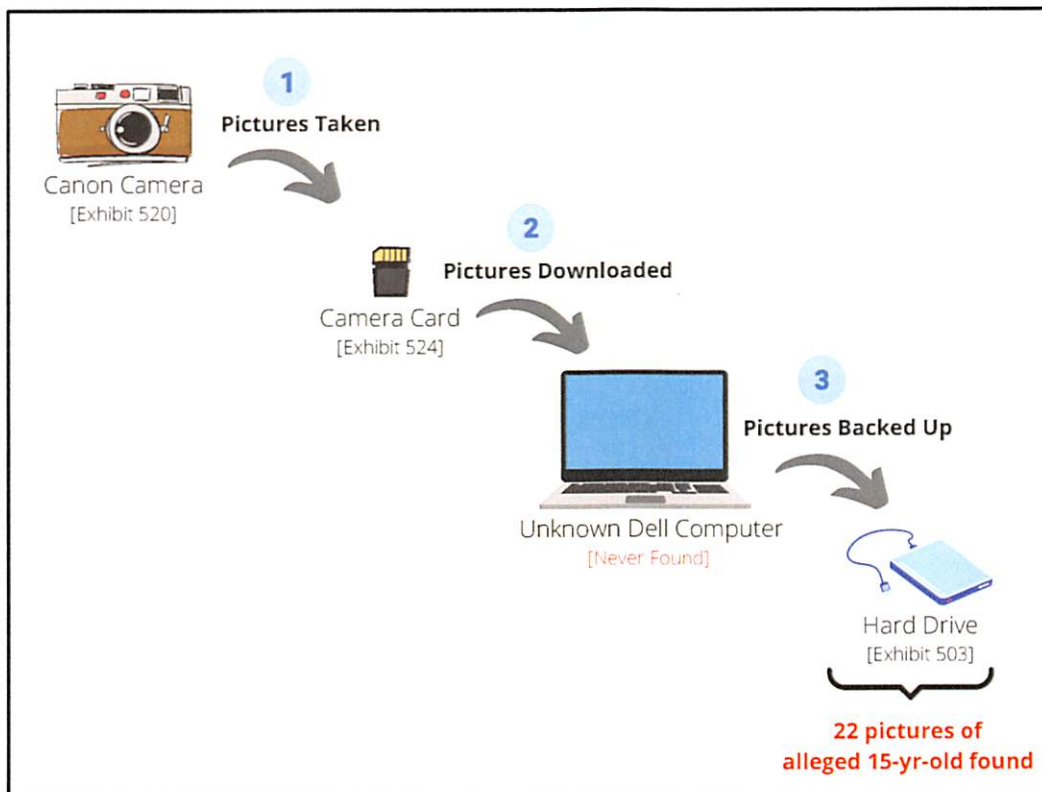 1
Pictures Taken
Canon Camera
[Exhibit 520]
2
Pictures Downloaded
Camera Card
[Exhibit 524]
3
Pictures Backed Up
Unknown Dell Computer
[Never Found]
Hard Drive
[Exhibit 503]
22 pictures of
alleged 15-yr-old found